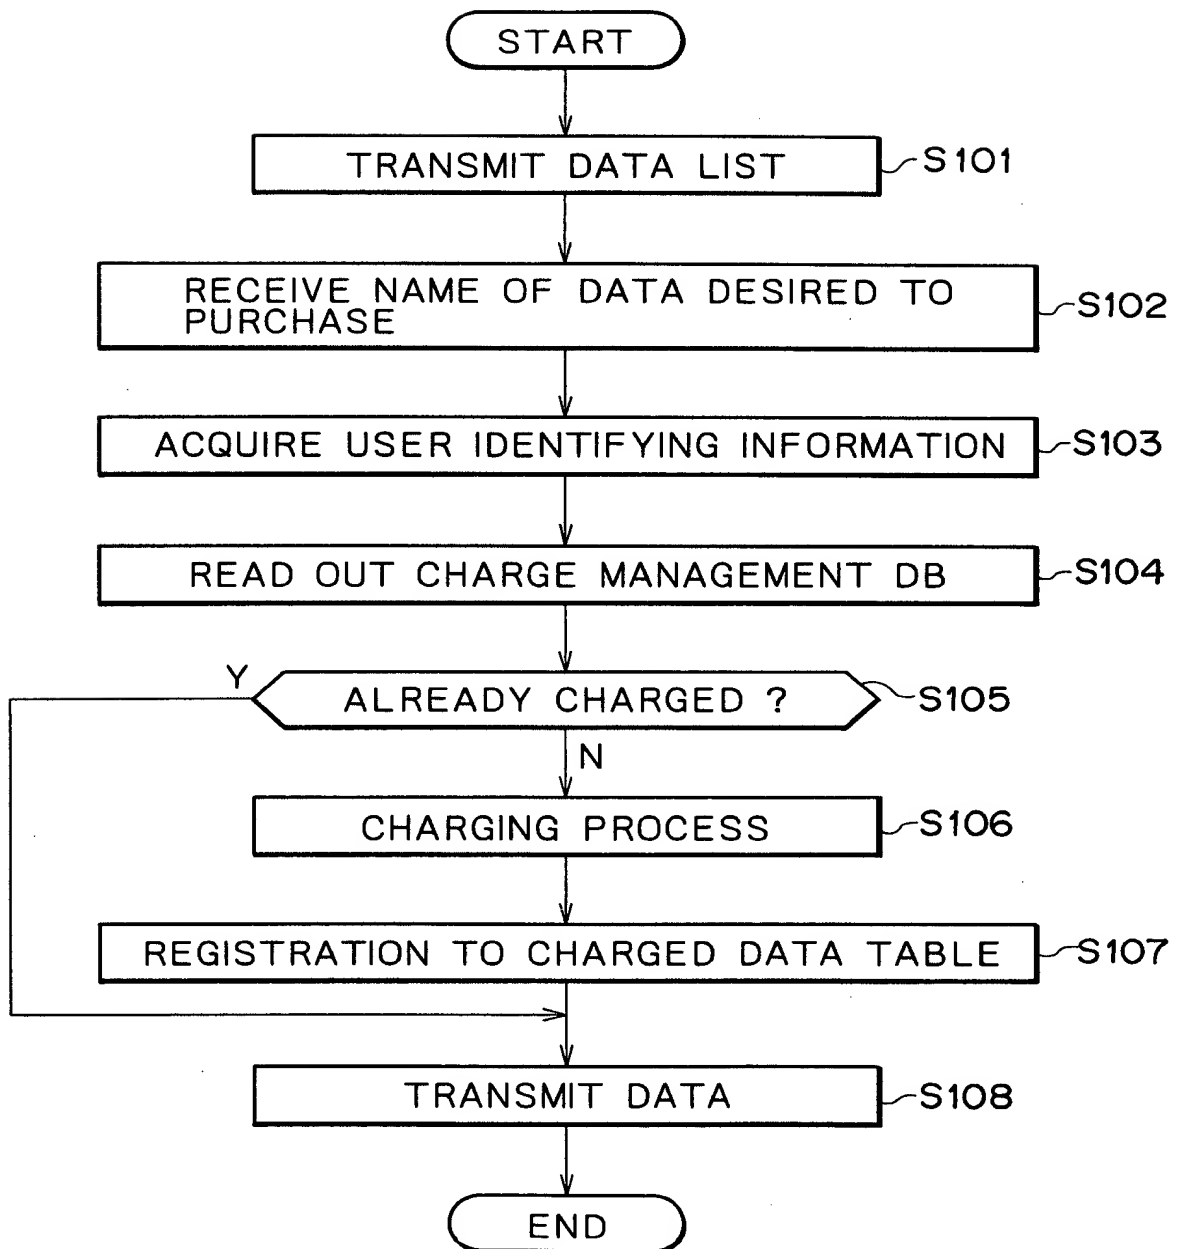 START
TRANSMIT DATA LIST
S101
RECEIVE NAME OF DATA DESIRED TO
PURCHASE
S102
ACQUIRE USER IDENTIFYING INFORMATION
S103
READ OUT CHARGE MANAGEMENT DB
S104
Y
ALREADY CHARGED ?
S105
N
CHARGING PROCESS
S106
REGISTRATION TO CHARGED DATA TABLE
S107
TRANSMIT DATA
S108
END